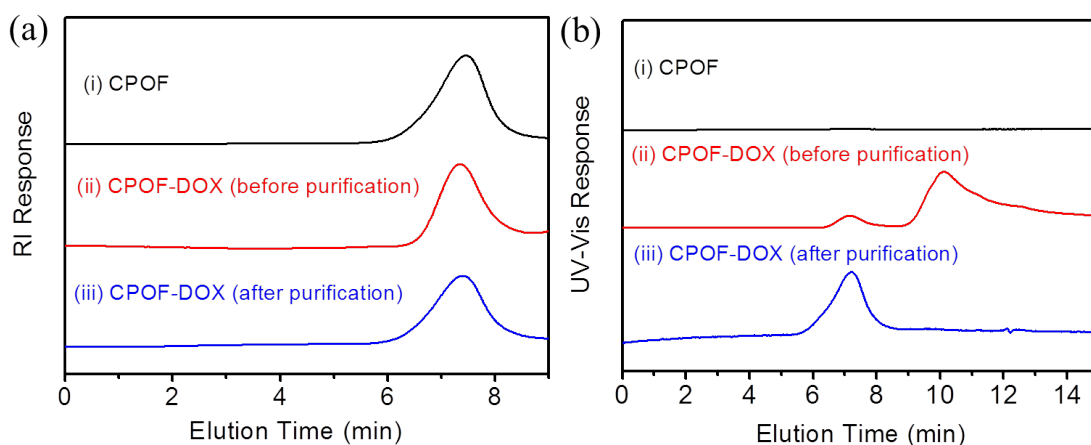 (a)
RI Response
(i) CPOF
(ii) CPOF-DOX (before purification)
(iii) CPOF-DOX (after purification)
0 2 4 6 8
Elution Time (min)
(b)
UV-Vis Response
(i) CPOF
(ii) CPOF-DOX (before purification)
(iii) CPOF-DOX (after purification)
0 2 4 6 8 10 12 14
Elution Time (min)